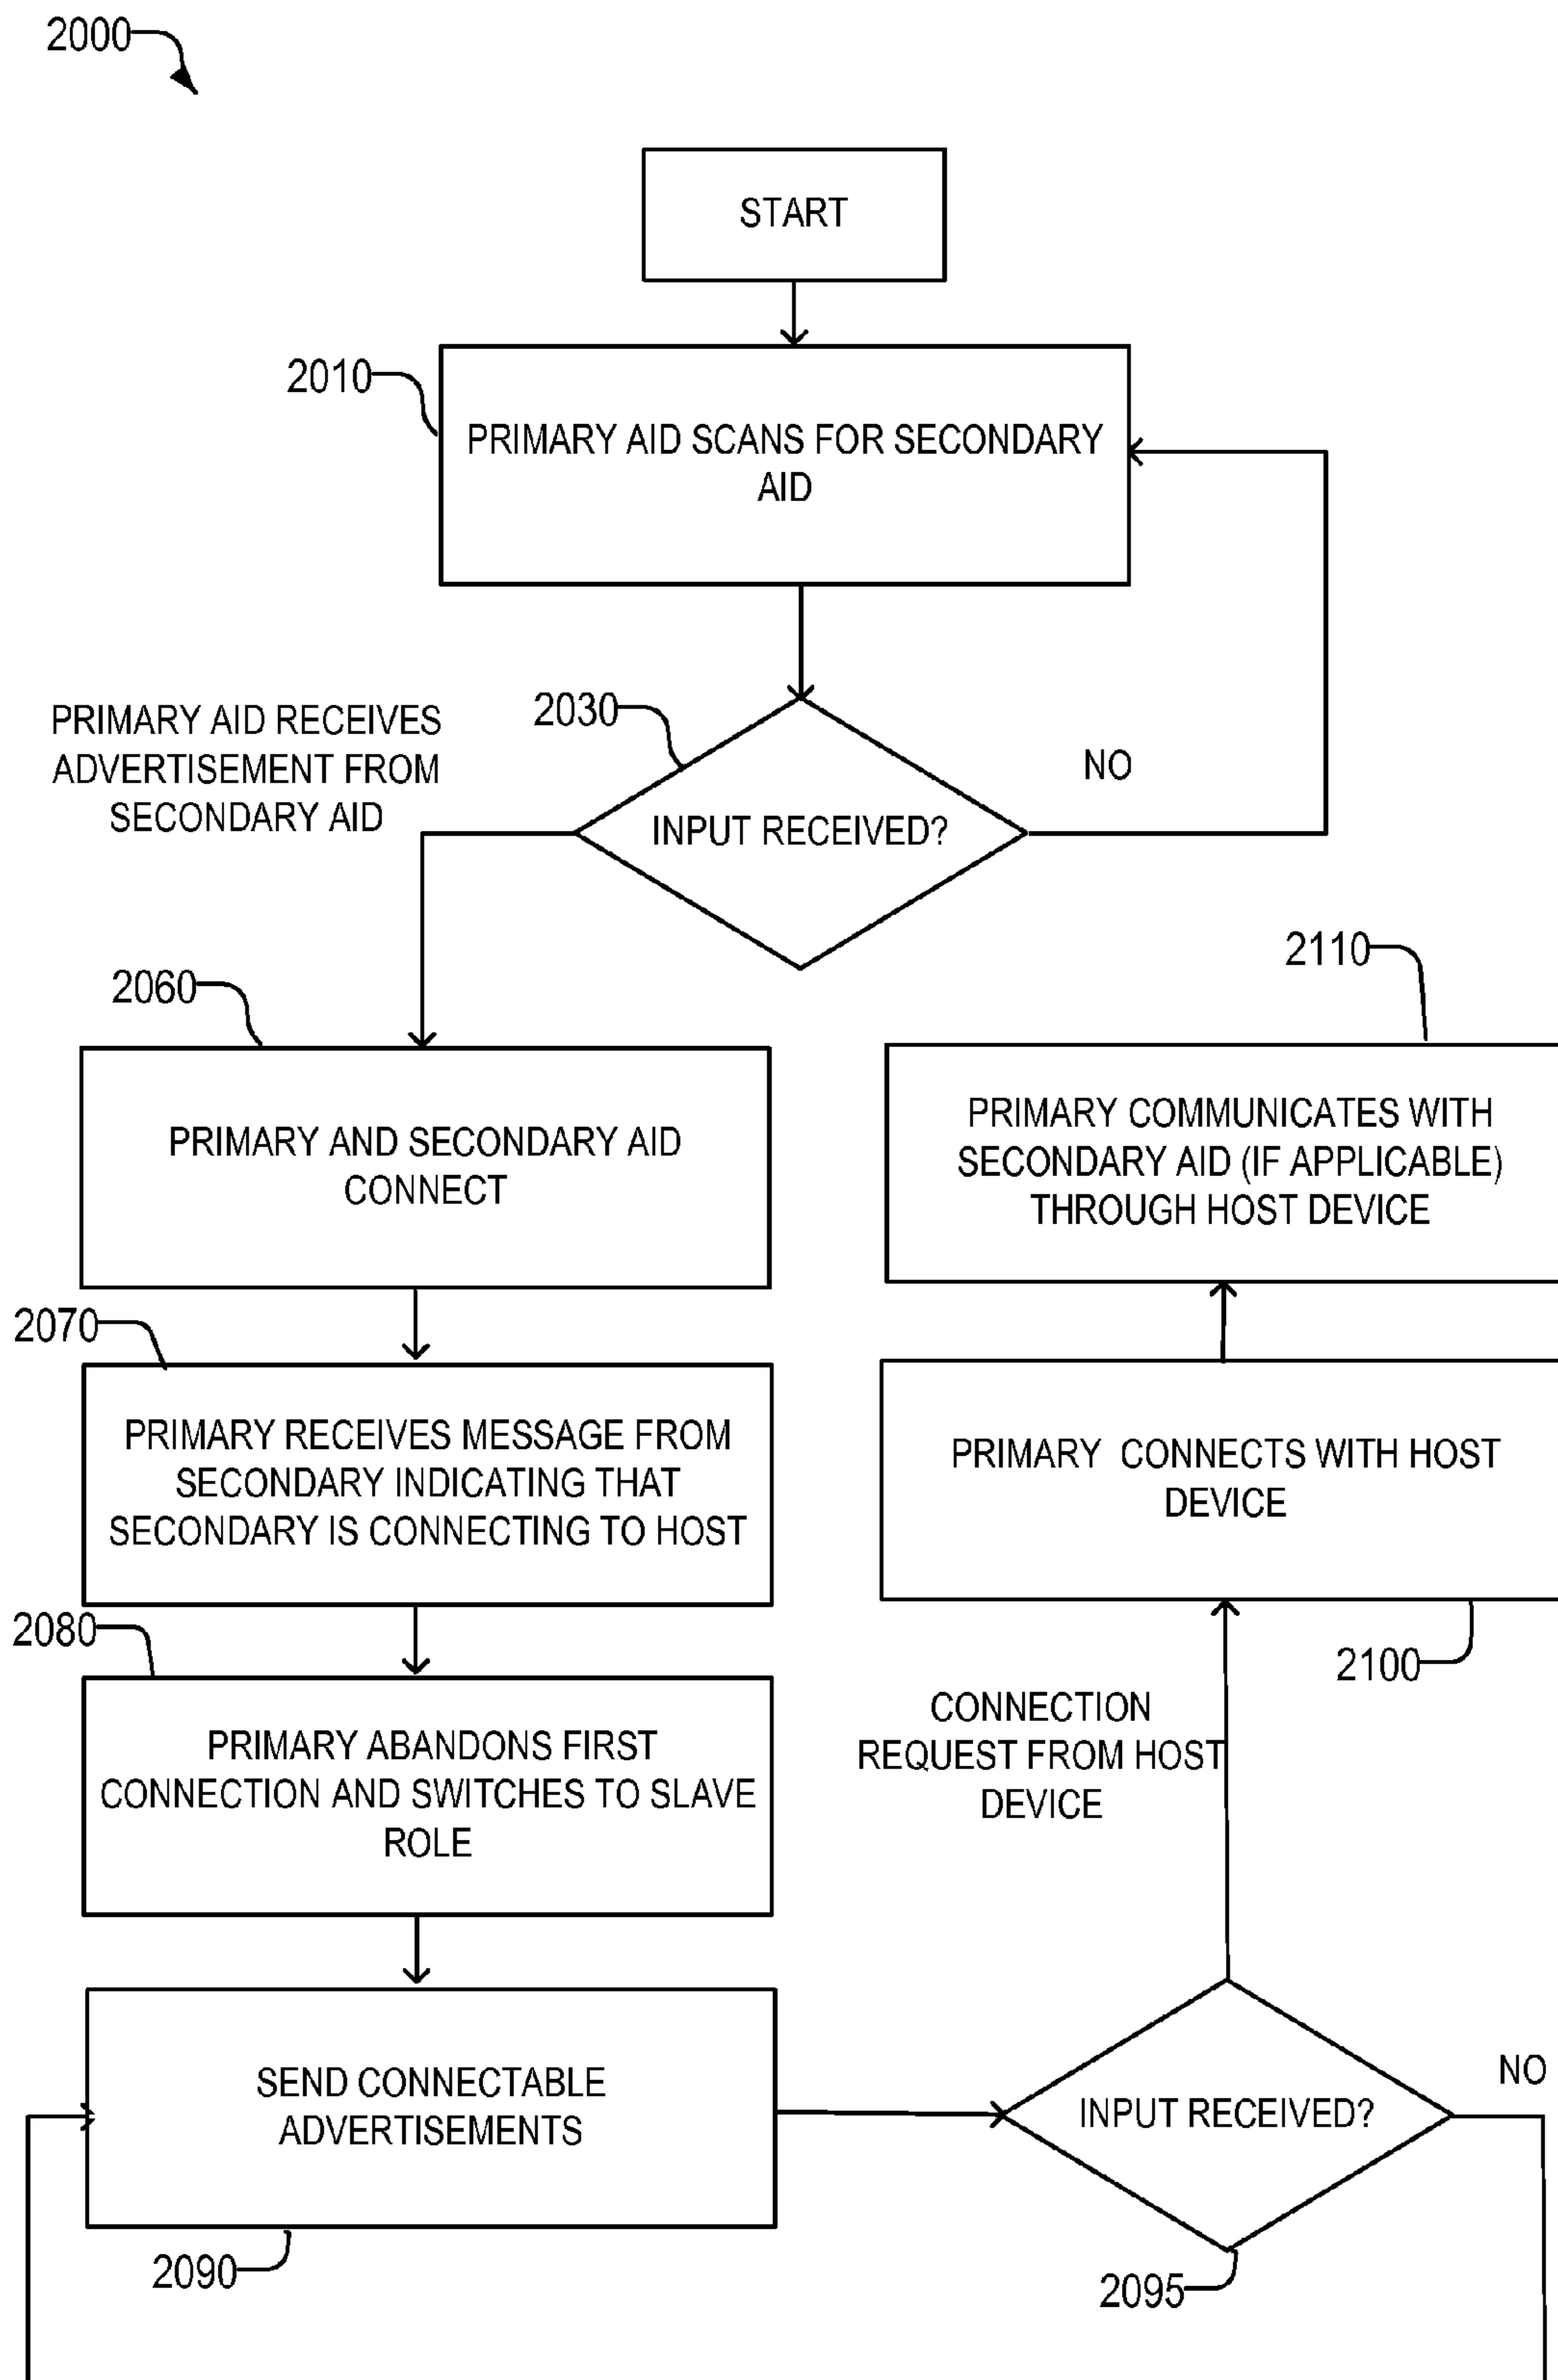 2000
START
2010
PRIMARY AID SCANS FOR SECONDARY
AID
PRIMARY AID RECEIVES
ADVERTISEMENT FROM
SECONDARY AID
2030
INPUT RECEIVED?
NO
2060
PRIMARY AND SECONDARY AID
CONNECT
2070
PRIMARY RECEIVES MESSAGE FROM
SECONDARY INDICATING THAT
SECONDARY IS CONNECTING TO HOST
2080
PRIMARY ABANDONS FIRST
CONNECTION AND SWITCHES TO SLAVE
ROLE
SEND CONNECTABLE
ADVERTISEMENTS
2090
INPUT RECEIVED?
NO
2095
CONNECTION
REQUEST FROM HOST
DEVICE
PRIMARY CONNECTS WITH HOST
DEVICE
2100
2110
PRIMARY COMMUNICATES WITH
SECONDARY AID (IF APPLICABLE)
THROUGH HOST DEVICE